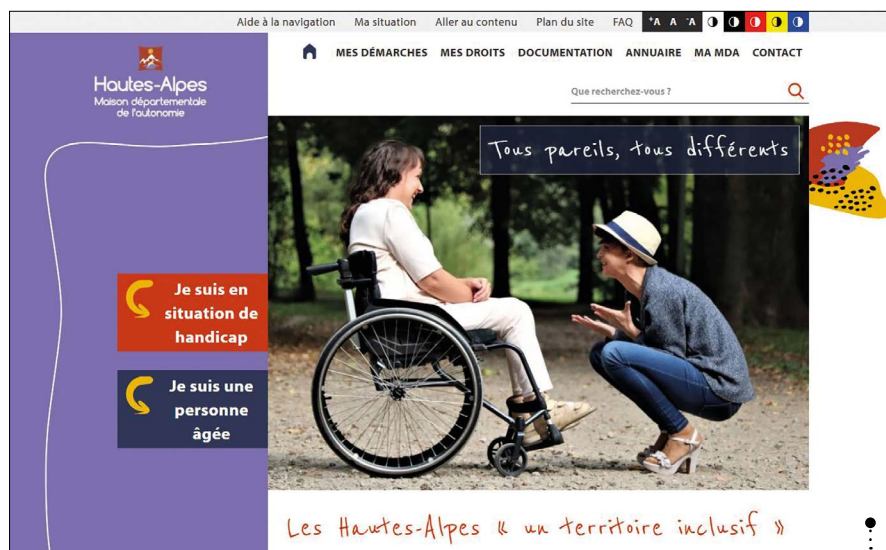 Aide à la navigation Ma situation Aller au contenu Plan du site FAQ +A A -A
Hautes-Alpes
Maison départementale
de l'autonomie
MES DÉMARCHES MES DROITS DOCUMENTATION ANNUAIRE MA MDA CONTACT
Que recherchez-vous ?
Tous pareils, tous différents
Je suis en
situation de
handicap
Je suis une
personne
âgée
Les Hautes-Alpes « un territoire inclusif »